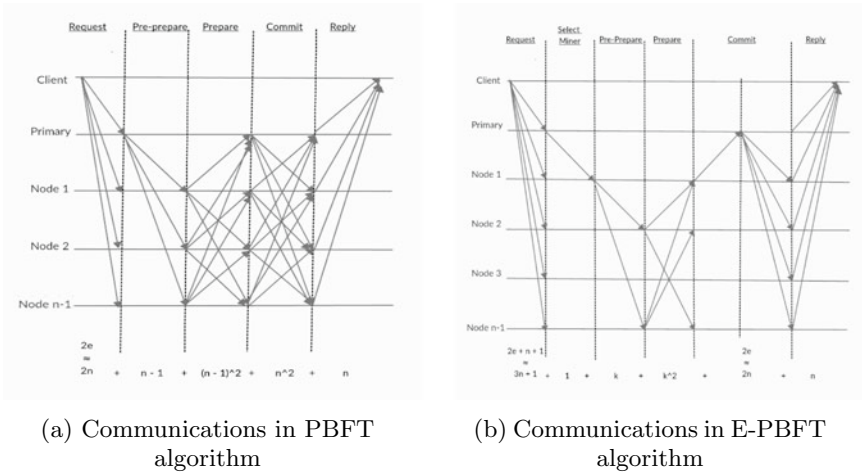 Request Pre-prepare Prepare Commit Reply
Client
Primary
Node 1
Node 2
Node n-1
2e
≈
2n + n - 1 + (n - 1)^2 + n^2 + n
(a) Communications in PBFT
algorithm
Select
Request Miner Pre-Prepare Prepare Commit Reply
Client
Primary
Node 1
Node 2
Node 3
Node n-1
2e + n + 1 2e
≈ ≈
3n + 1 + 1 + k + k^2 + 2n + n
(b) Communications in E-PBFT
algorithm